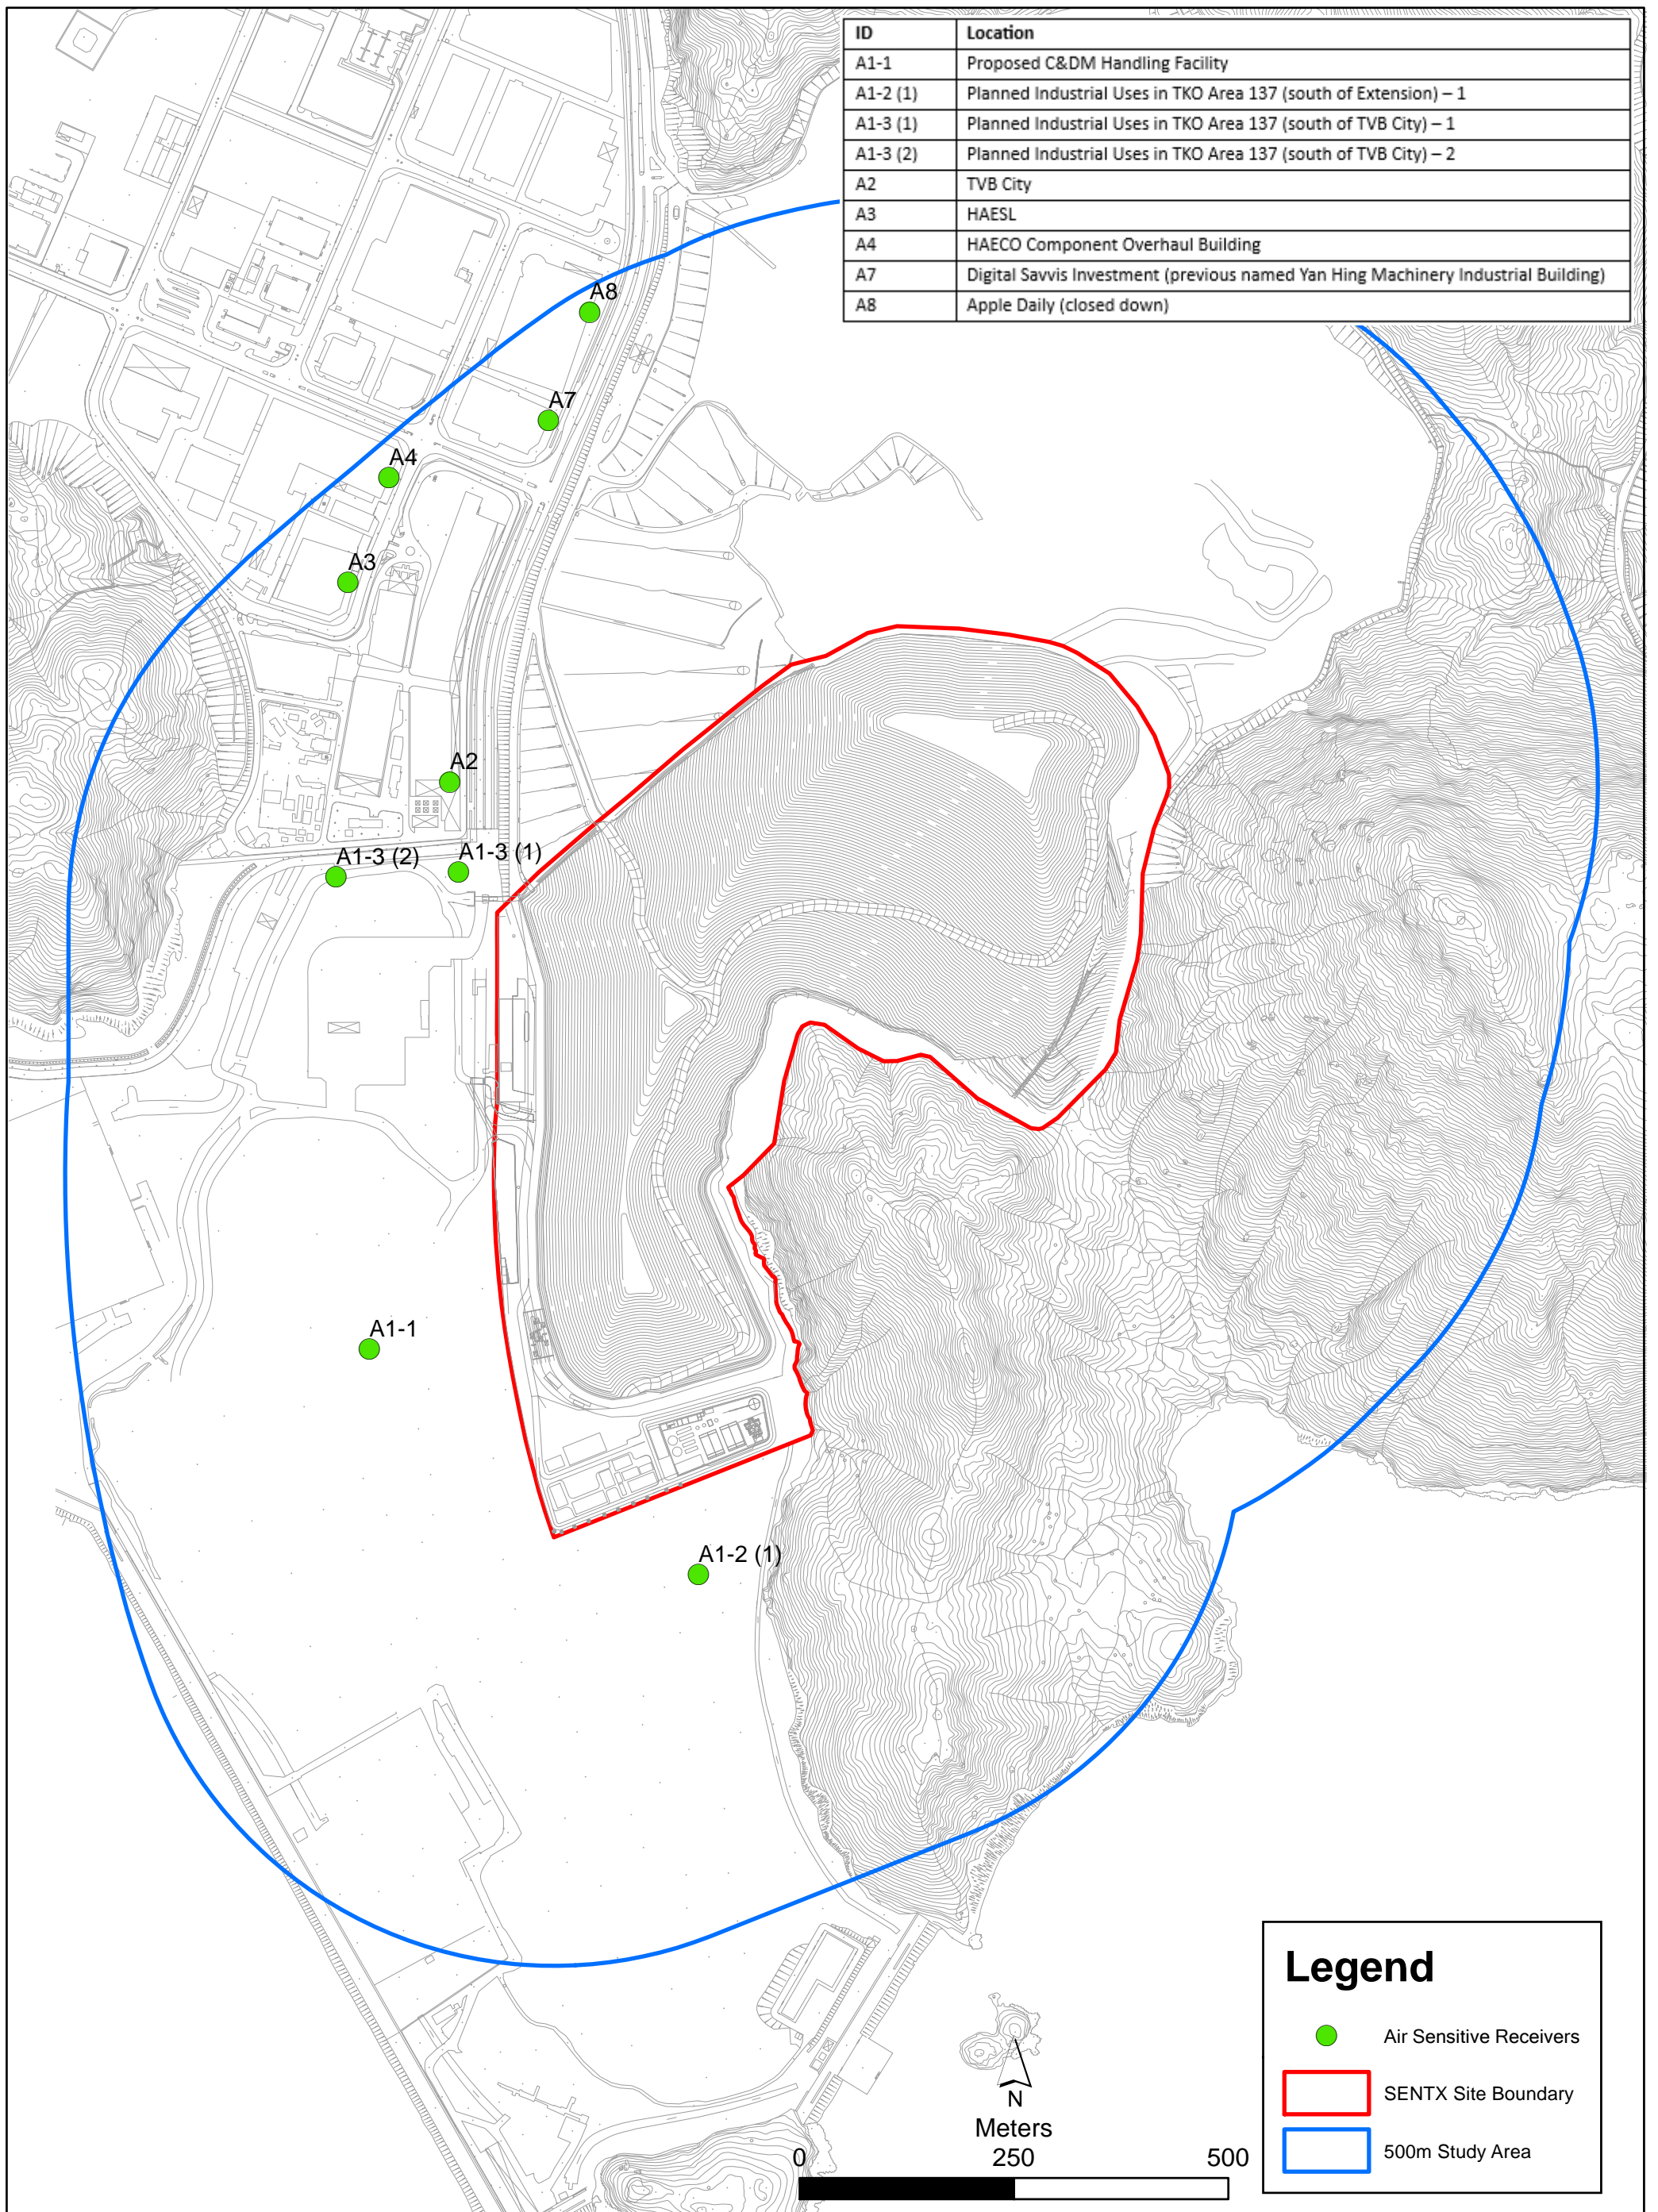 ID Location
A1-1 Proposed C&DM Handling Facility
A1-2 (1) Planned Industrial Uses in TKO Area 137 (south of Extension) – 1
A1-3 (1) Planned Industrial Uses in TKO Area 137 (south of TVB City) – 1
A1-3 (2) Planned Industrial Uses in TKO Area 137 (south of TVB City) – 2
A2 TVB City
A3 HAESL
A4 HAECO Component Overhaul Building
A7 Digital Savvis Investment (previous named Yan Hing Machinery Industrial Building)
A8 Apple Daily (closed down)
A8
A7
A4
A3
A2
A1-3 (2)
A1-3 (1)
A1-1
A1-2 (1)
N
Meters
0 250 500
Legend
Air Sensitive Receivers
SENTX Site Boundary
500m Study Area